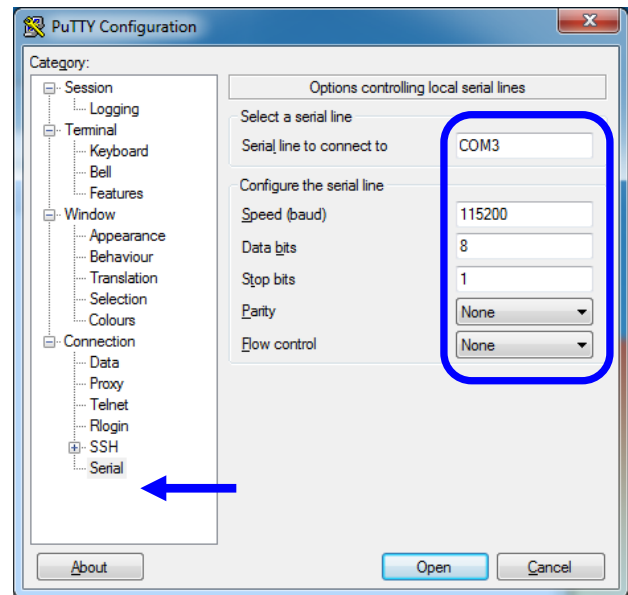 PuTTY Configuration
Category:
Session
Logging
Terminal
Keyboard
Bell
Features
Window
Appearance
Behaviour
Translation
Selection
Colours
Connection
Data
Proxy
Telnet
Rlogin
SSH
Serial
Options controlling local serial lines
Select a serial line
Serial line to connect to COM3
Configure the serial line
Speed (baud) 115200
Data bits 8
Stop bits 1
Parity None
Flow control None
About Open Cancel